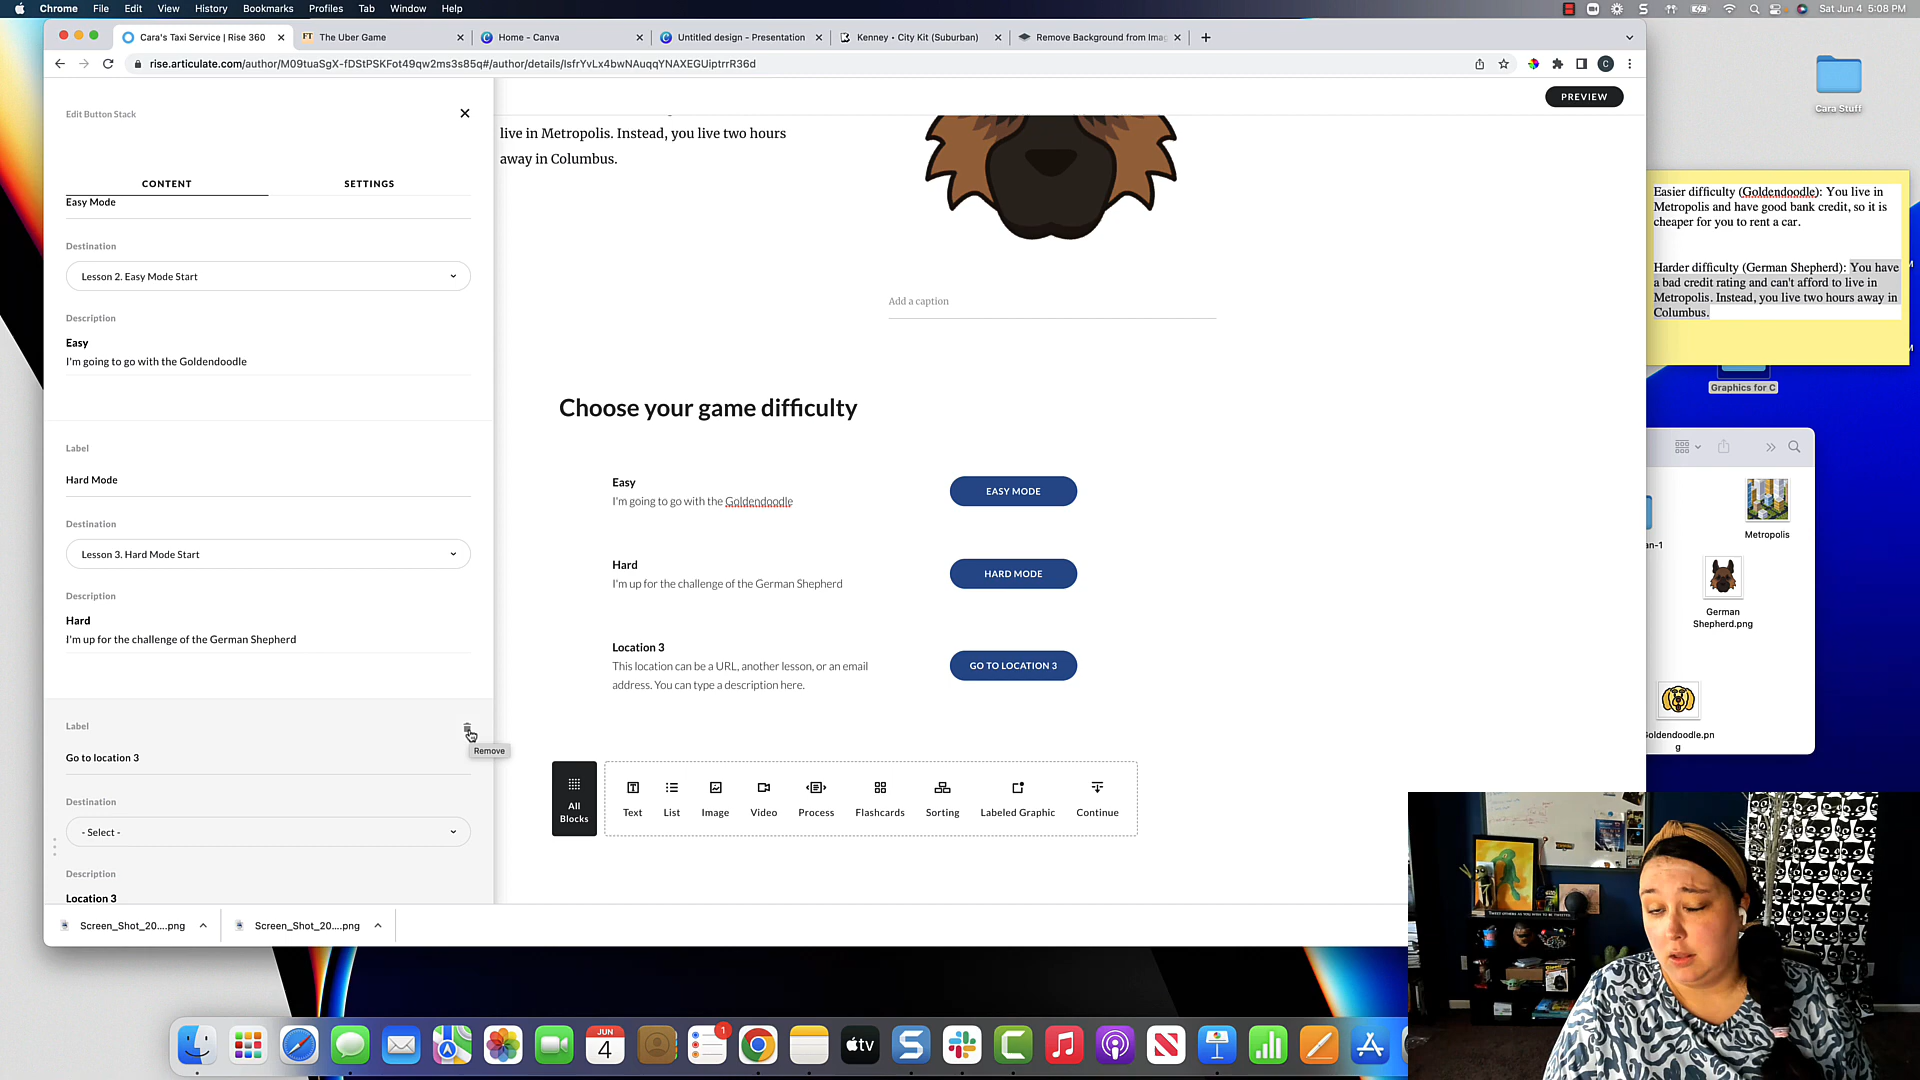 Chrome File Edit View History Bookmarks Profiles Tab Window Help
Sat Jun 4 5:08 PM
Cara's Taxi Service | Rise 360
FT The Uber Game
Home - Canva
Untitled design - Presentation
Kenney • City Kit (Suburban)
Remove Background from Imag
rise.articulate.com/author/M09tuaSgX-fDStPSKFot49qw2ms3s85q#/author/details/IsfrYvLx4bwNAuqqYNAXEGUiptrrR36d
C
PREVIEW
Edit Button Stack
CONTENT SETTINGS
Easy Mode
Destination
Lesson 2. Easy Mode Start
Description
Easy
I'm going to go with the Goldendoodle
Label
Hard Mode
Destination
Lesson 3. Hard Mode Start
Description
Hard
I'm up for the challenge of the German Shepherd
Label
Remove
Go to location 3
Destination
- Select -
Description
Location 3
live in Metropolis. Instead, you live two hours
away in Columbus.
Add a caption
Choose your game difficulty
Easy
I'm going to go with the Goldendoodle
EASY MODE
Hard
I'm up for the challenge of the German Shepherd
HARD MODE
Location 3
This location can be a URL, another lesson, or an email
address. You can type a description here.
GO TO LOCATION 3
All
Blocks
Text List Image Video Process Flashcards Sorting Labeled Graphic Continue
Screen_Shot_20....png
Screen_Shot_20....png
Cara Stuff
Easier difficulty (Goldendoodle): You live in
Metropolis and have good bank credit, so it is
cheaper for you to rent a car.
Harder difficulty (German Shepherd): You have
a bad credit rating and can't afford to live in
Metropolis. Instead, you live two hours away in
Columbus.
Graphics for C
Metropolis
an-1
German
Shepherd.png
oldendoodle.pn
g
JUN
4
1
tv